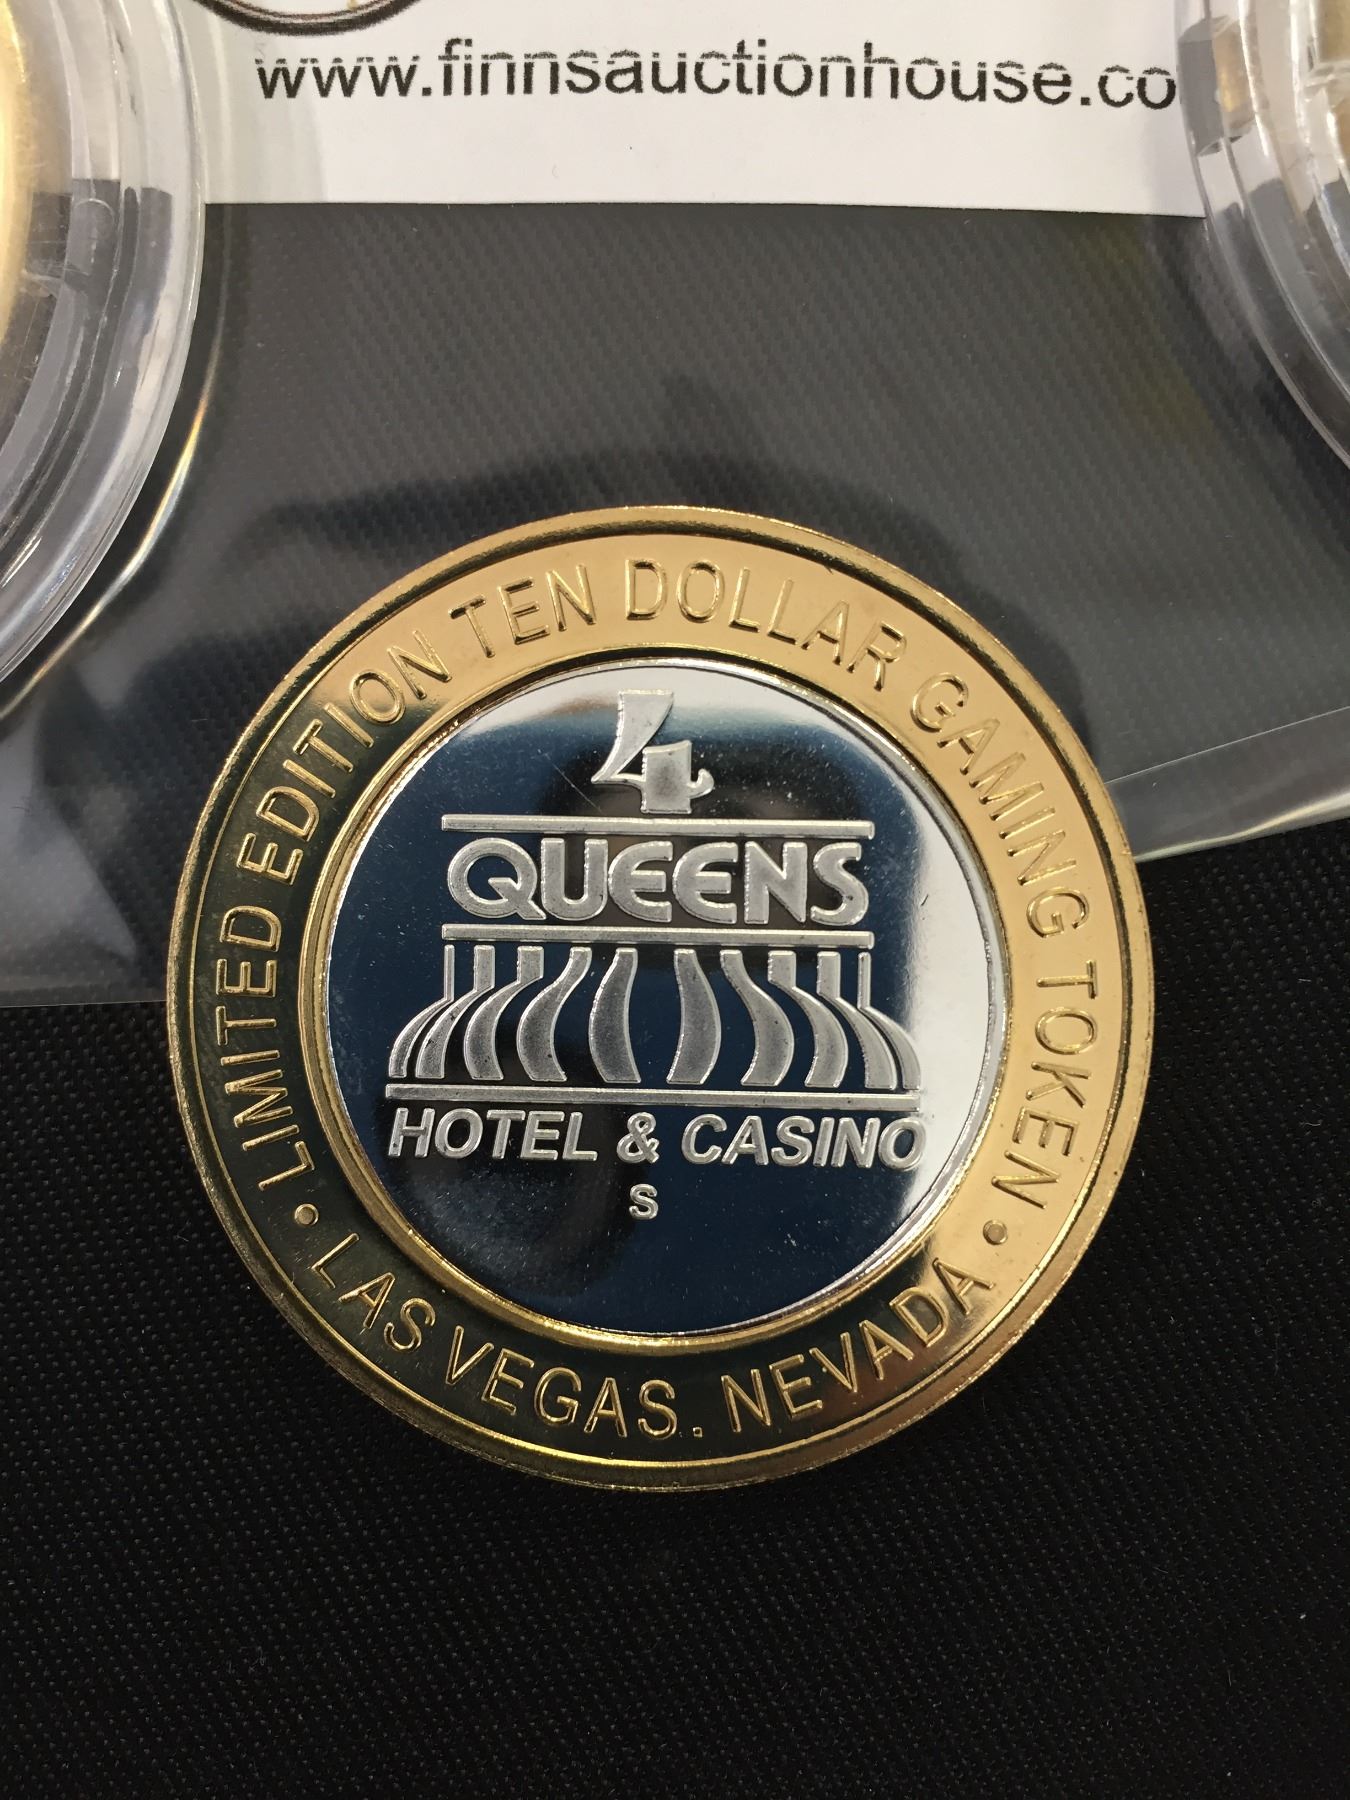 www.finnsauctionhouse.co
LIMITED EDITION TEN DOLLAR GAMING TOKEN
4
QUEENS
HOTEL & CASINO
S
• LAS VEGAS. NEVADA •